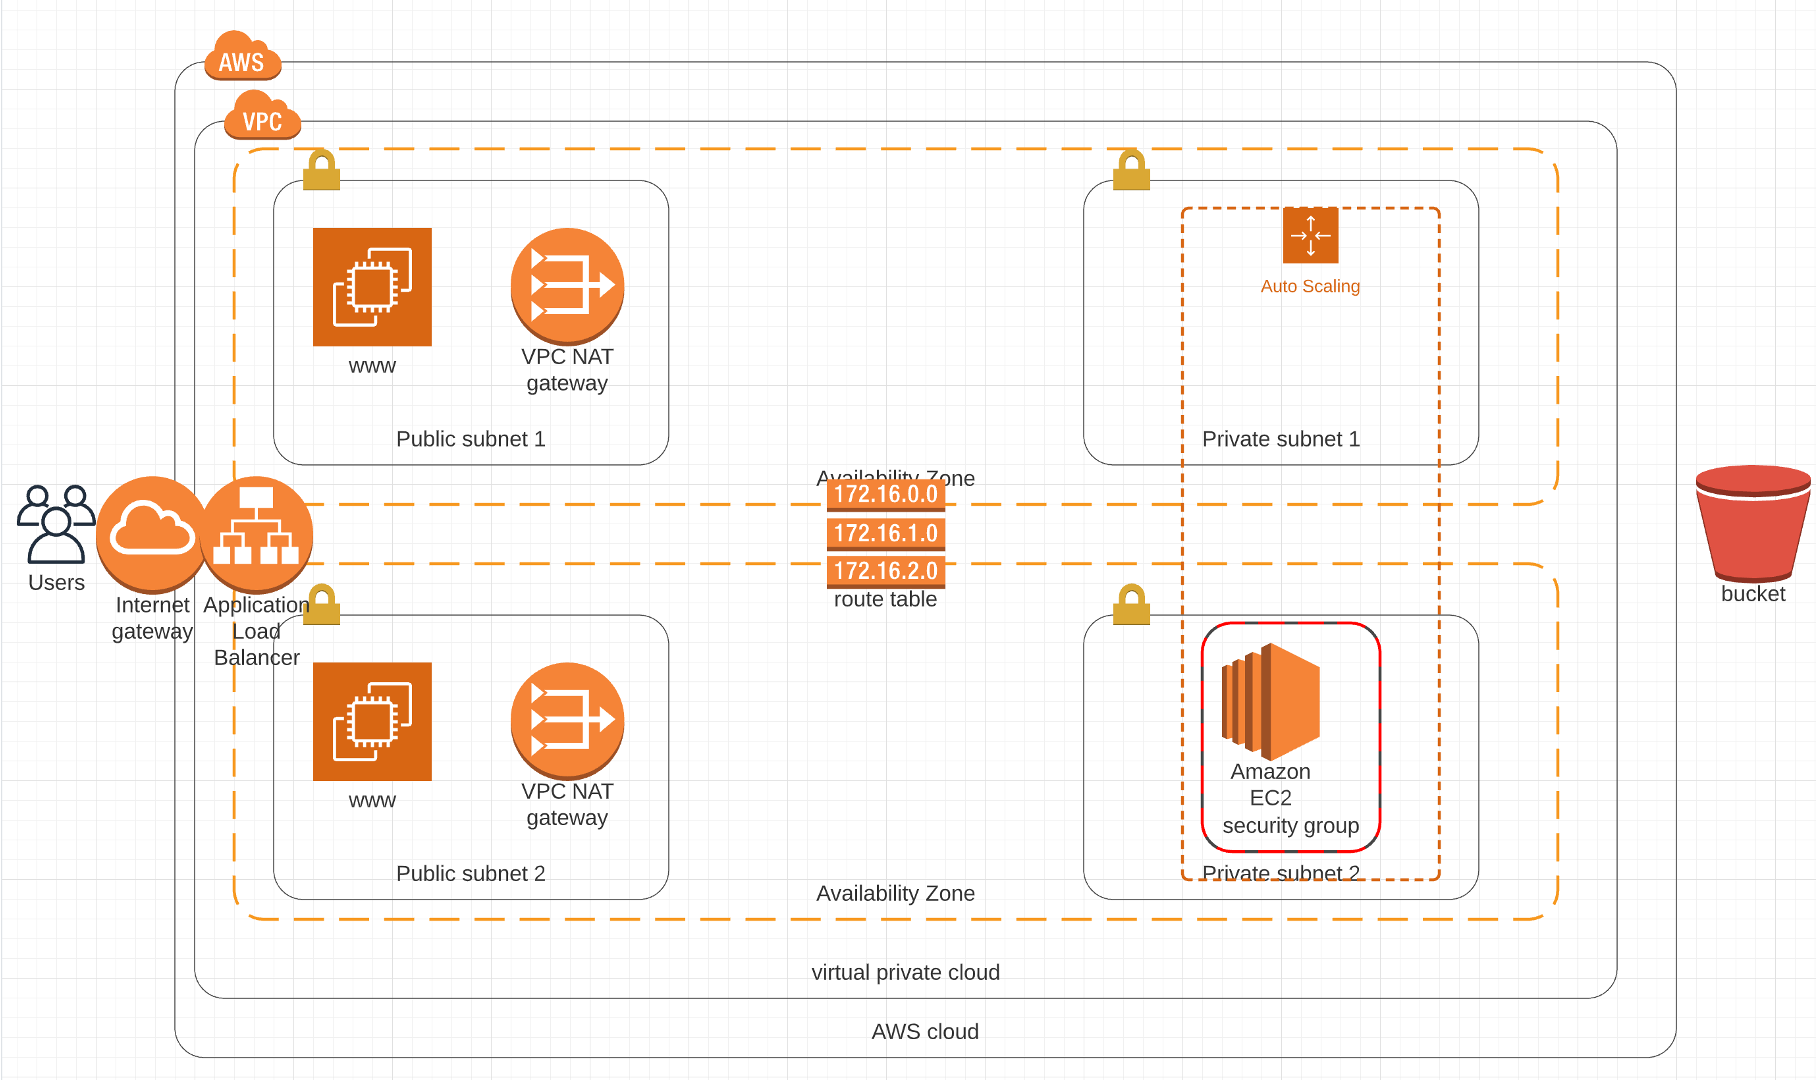 AWS
VPC
www
VPC NAT
gateway
Public subnet 1
Auto Scaling
Private subnet 1
Availability Zone
172.16.0.0
172.16.1.0
172.16.2.0
route table
Users
Internet
gateway
Application
Load
Balancer
bucket
www
VPC NAT
gateway
Public subnet 2
Amazon
EC2
security group
Private subnet 2
Availability Zone
virtual private cloud
AWS cloud